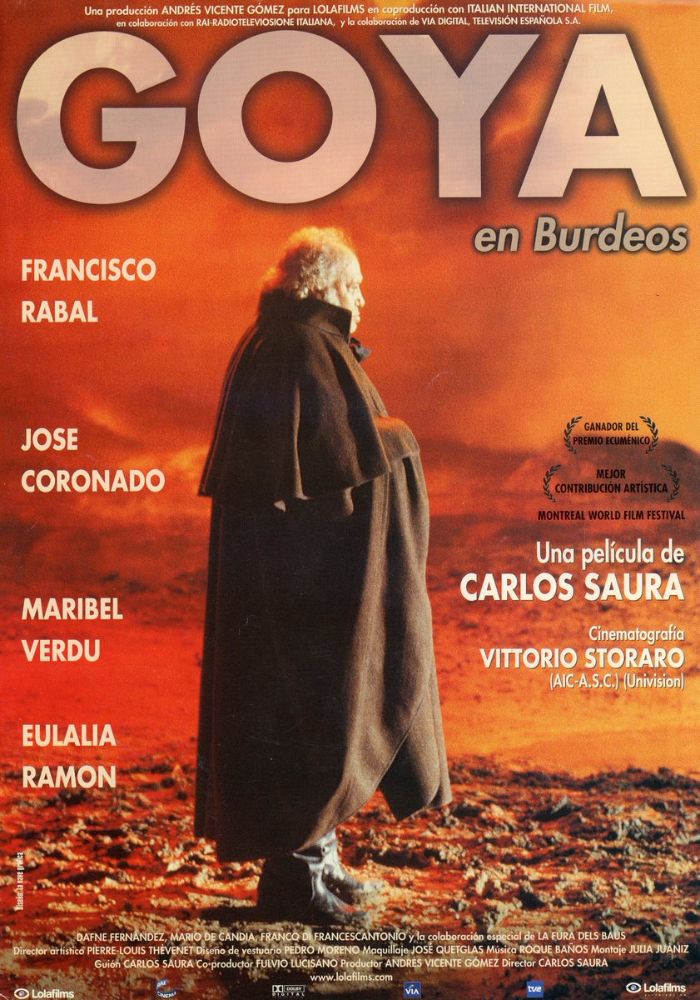 Una producción ANDRÉS VICENTE GÓMEZ para LOLAFILMS en coproducción con ITALIAN INTERNATIONAL FILM,
en colaboración con RAI-RADIOTELEVIOSIONE ITALIANA, y la colaboración de VIA DIGITAL, TELEVISIÓN ESPAÑOLA S.A.
GOYA
en Burdeos
FRANCISCO
RABAL
JOSE
CORONADO
MARIBEL
VERDU
EULALIA
RAMON
GANADOR DEL
PREMIO ECUMÉNICO
MEJOR
CONTRIBUCIÓN ARTÍSTICA
MONTREAL WORLD FILM FESTIVAL
Una película de
CARLOS SAURA
Cinematografía
VITTORIO STORARO
(AIC-A.S.C.) (Univision)
Diseño: La nave gráfica
DAFNE FERNÁNDEZ, MARIO DE CANDIA, FRANCO DI FRANCESCANTONIO y la colaboración especial de LA FURA DELS BAUS
Director artístico PIERRE-LOUIS THÉVENET Diseño de vestuario PEDRO MORENO Maquillaje JOSÉ QUETGLAS Música ROQUE BAÑOS Montaje JULIA JUÁNIZ
Guión CARLOS SAURA Co-productor FULVIO LUCISANO Productor ANDRÉS VICENTE GÓMEZ Director CARLOS SAURA
www.lolafilms.com
Lolafilms
RAI CINEMA
DOLBY
DIGITAL
VIA
tve
Lolafilms